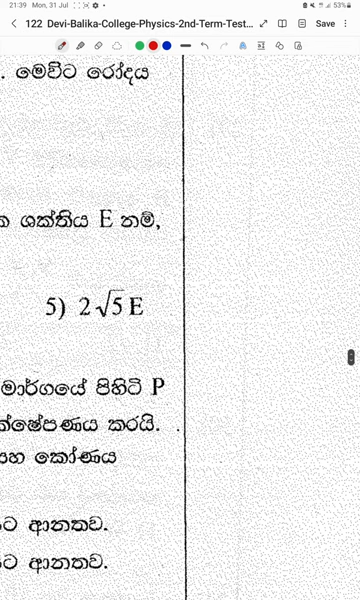 21:39 Mon, 31 Jul 53%
122 Devi-Balika-College-Physics-2nd-Term-Test... Save
. මෙවිට රෝදය
ශක්තිය E නම්,
5) 2√5 E
මාර්ගයේ පිහිටි P
ක්ෂේපණය කරයි.
සහ කෝණය
ට ආනතව.
ට ආනතව.